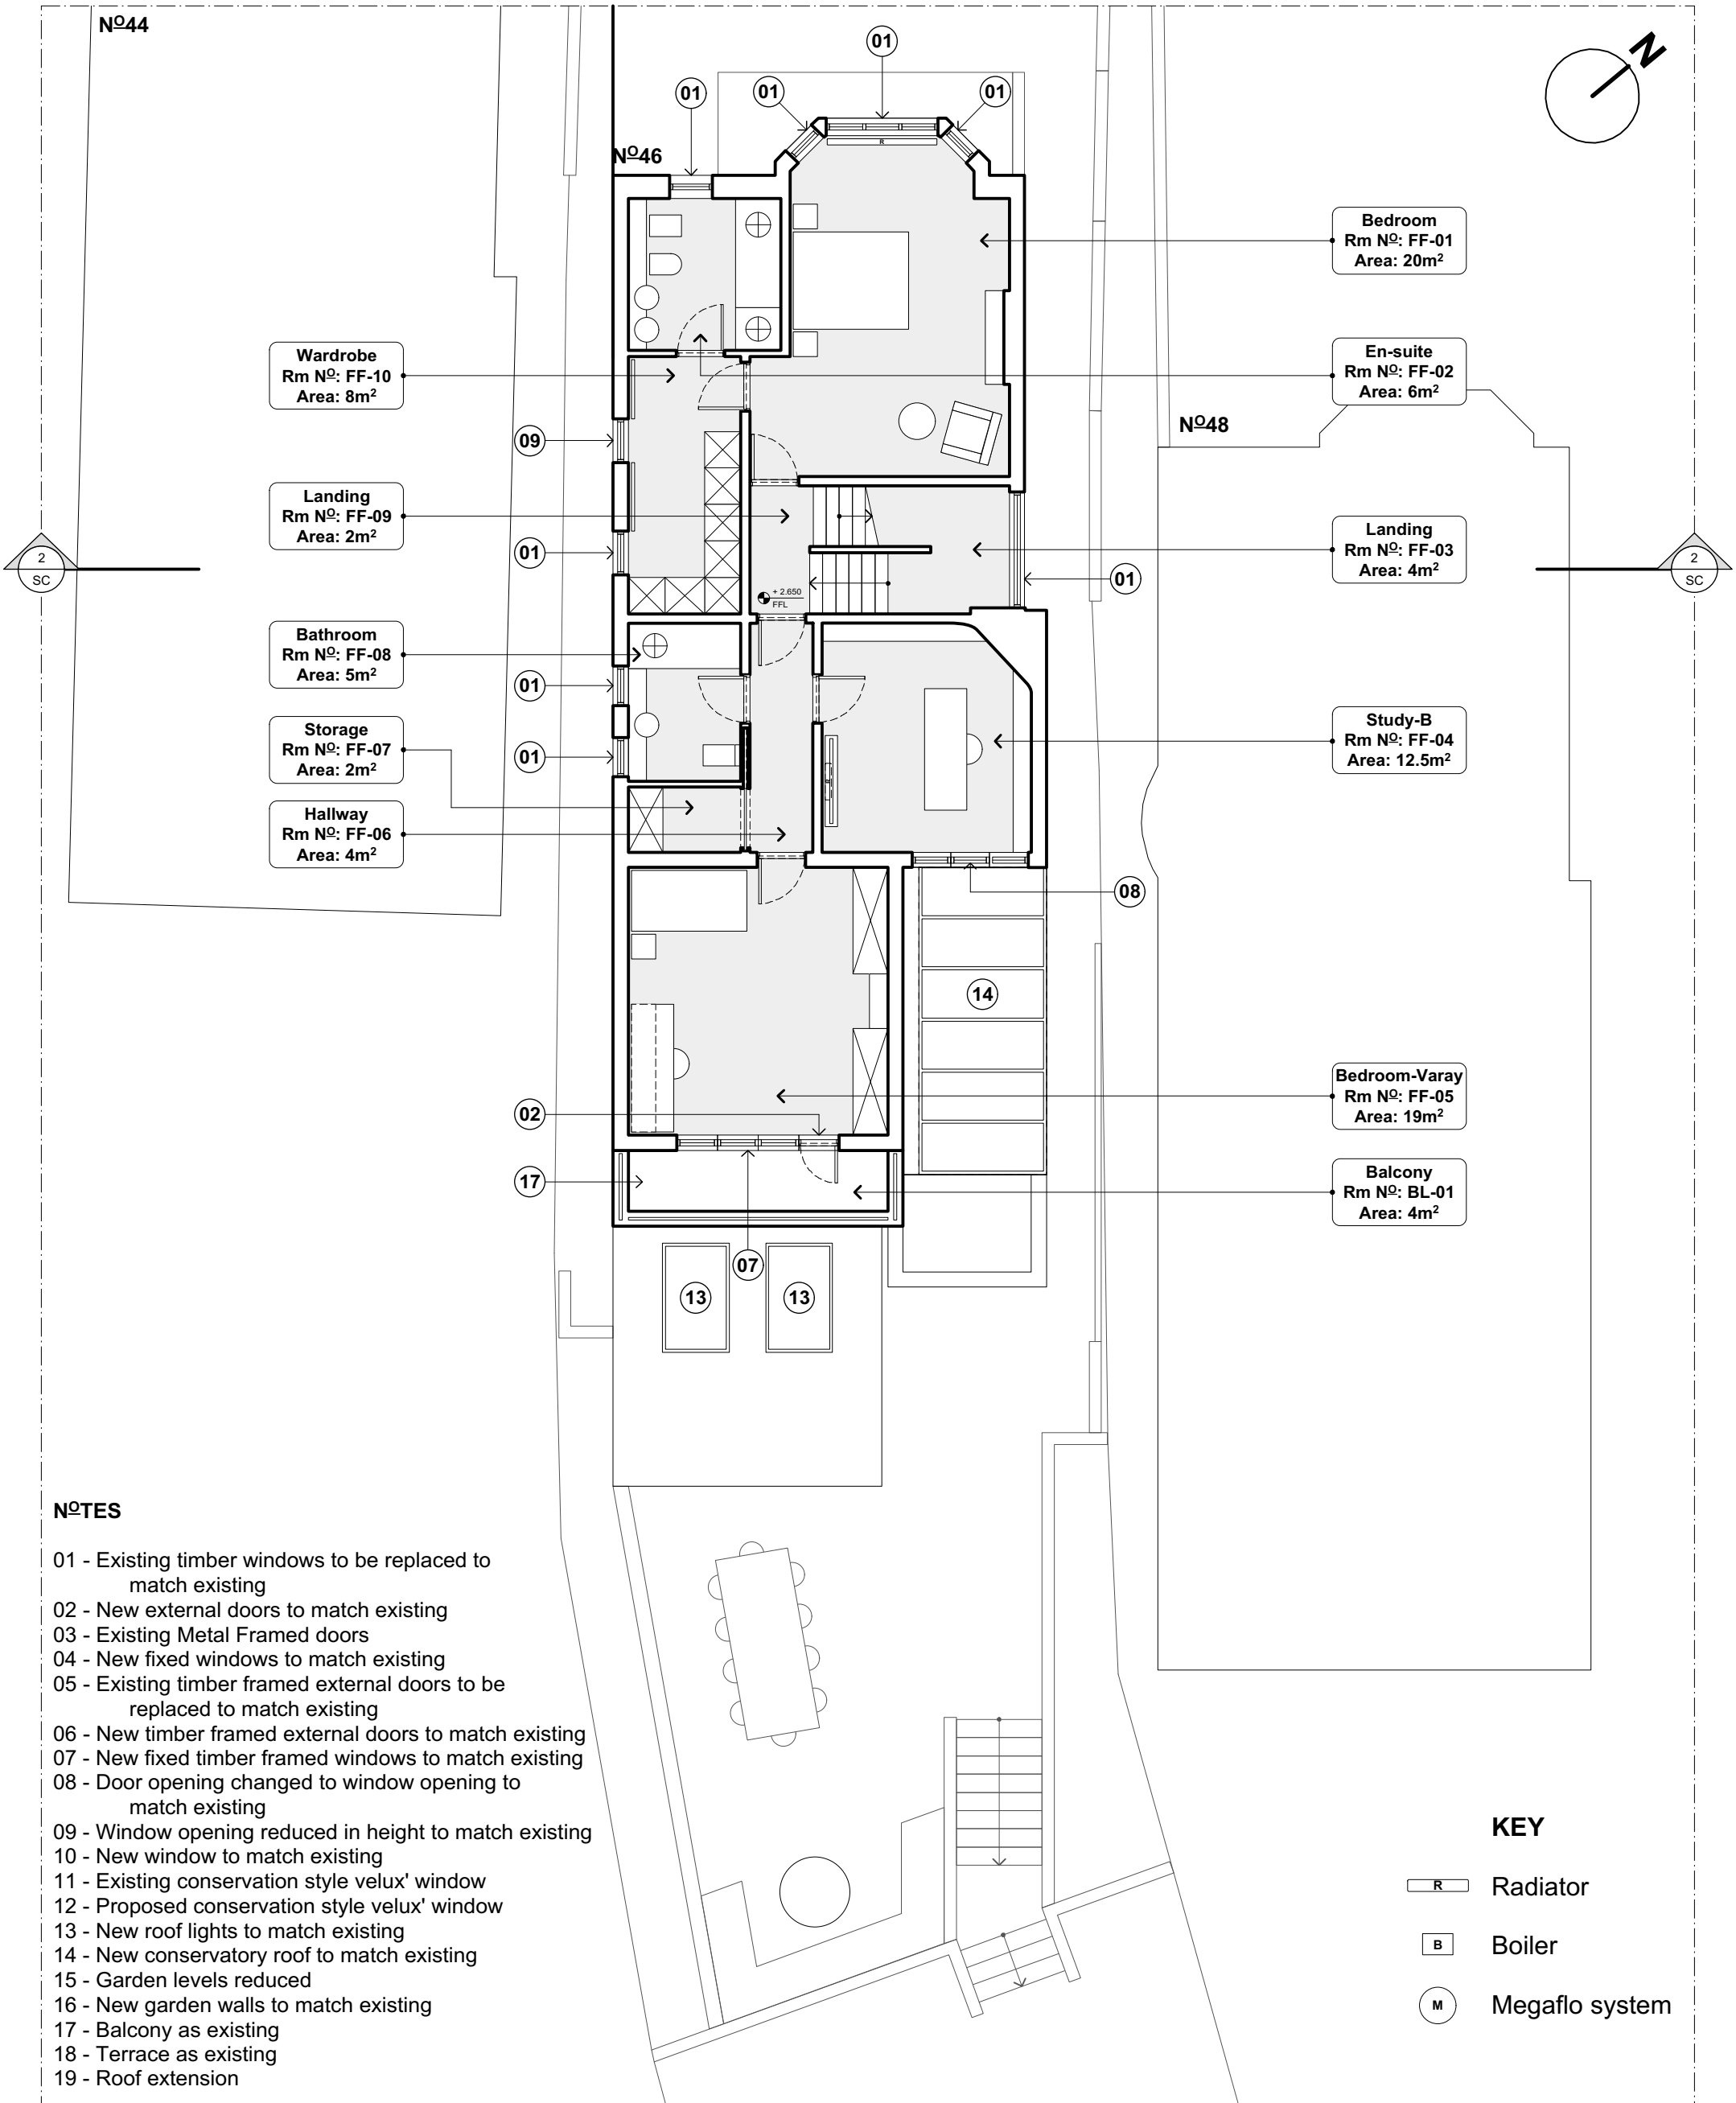 Nº44
01
01
01
01
N
Nº46
R
Bedroom
Rm Nº: FF-01
Area: 20m²
Wardrobe
Rm Nº: FF-10
Area: 8m²
En-suite
Rm Nº: FF-02
Area: 6m²
Nº48
09
Landing
Rm Nº: FF-09
Area: 2m²
Landing
Rm Nº: FF-03
Area: 4m²
2
SC
01
2
SC
01
+ 2.650
FFL
Bathroom
Rm Nº: FF-08
Area: 5m²
01
Storage
Rm Nº: FF-07
Area: 2m²
01
Study-B
Rm Nº: FF-04
Area: 12.5m²
Hallway
Rm Nº: FF-06
Area: 4m²
08
14
Bedroom-Varay
Rm Nº: FF-05
Area: 19m²
02
17
Balcony
Rm Nº: BL-01
Area: 4m²
07
13
13
NºTES
01 - Existing timber windows to be replaced to
match existing
02 - New external doors to match existing
03 - Existing Metal Framed doors
04 - New fixed windows to match existing
05 - Existing timber framed external doors to be
replaced to match existing
06 - New timber framed external doors to match existing
07 - New fixed timber framed windows to match existing
08 - Door opening changed to window opening to
match existing
09 - Window opening reduced in height to match existing
10 - New window to match existing
11 - Existing conservation style velux' window
12 - Proposed conservation style velux' window
13 - New roof lights to match existing
14 - New conservatory roof to match existing
15 - Garden levels reduced
16 - New garden walls to match existing
17 - Balcony as existing
18 - Terrace as existing
19 - Roof extension
KEY
R Radiator
B Boiler
M Megaflo system